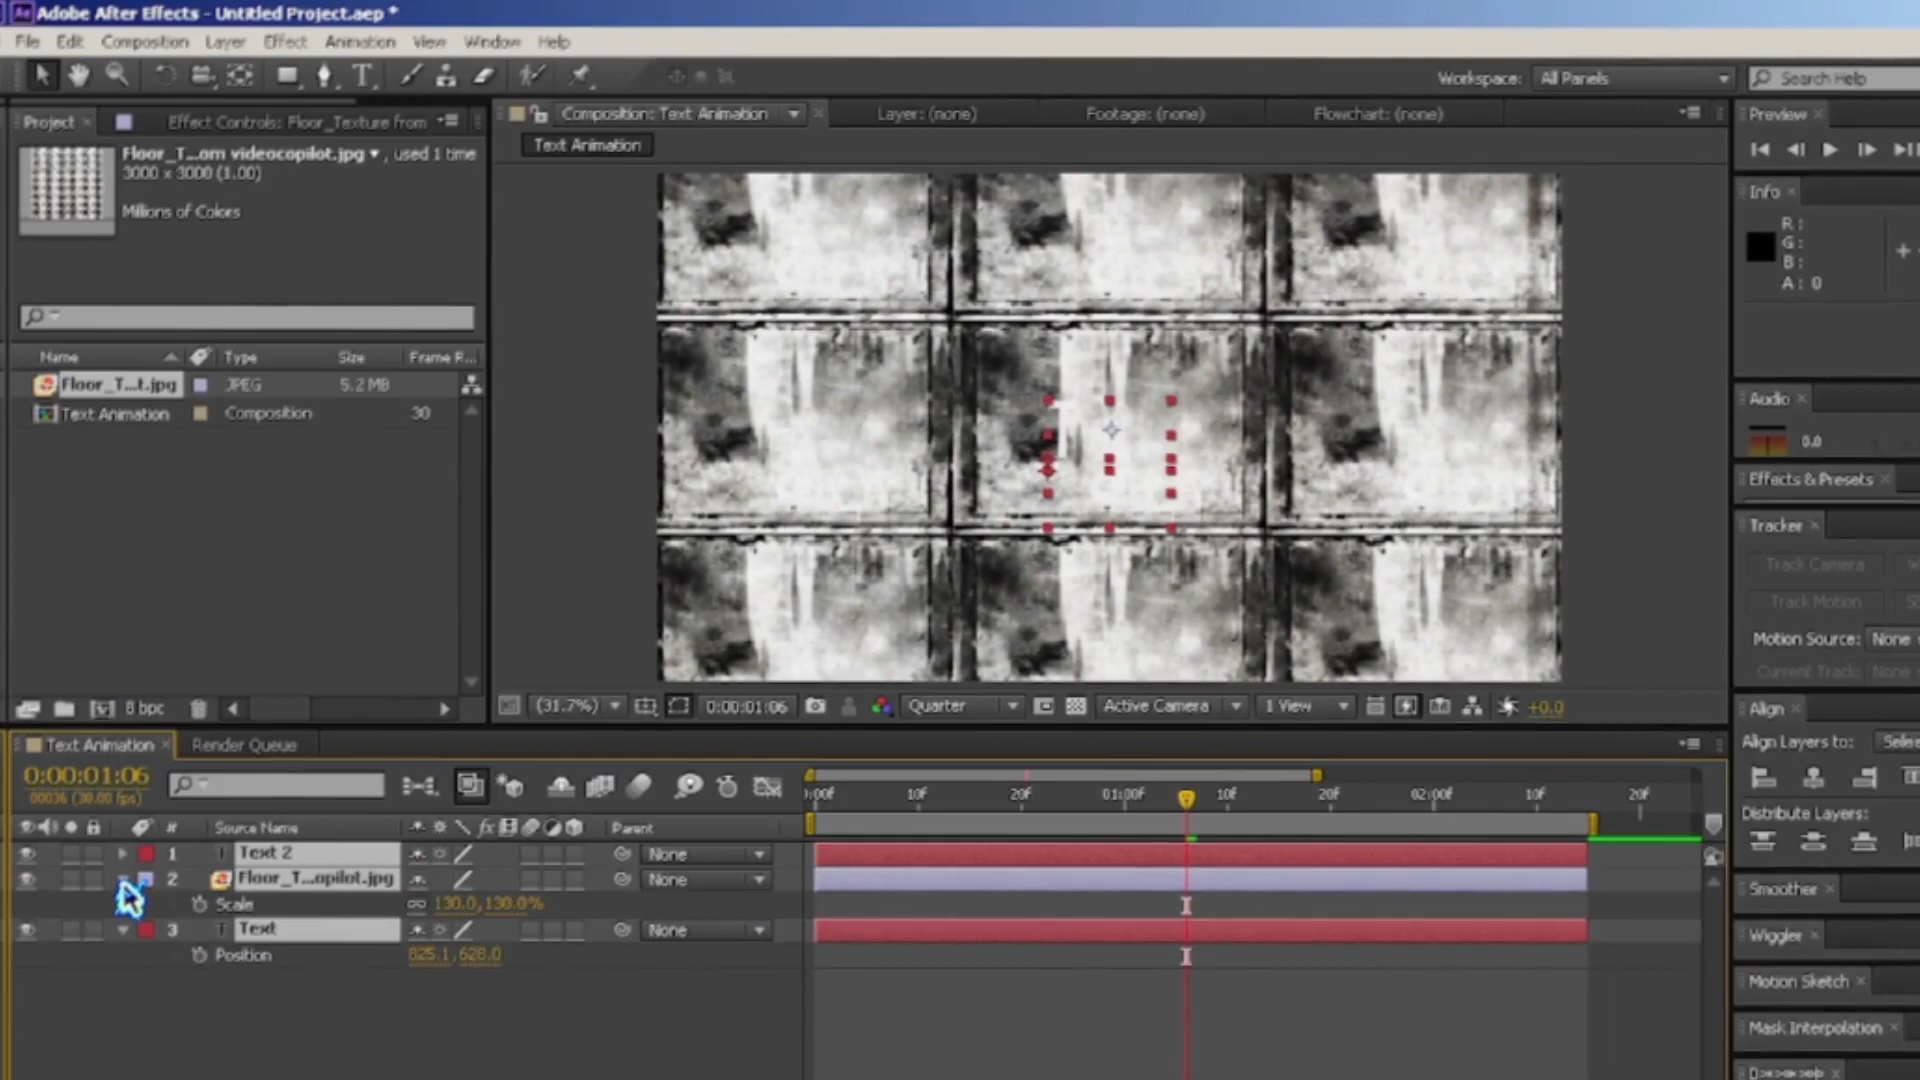 Adobe After Effects - Untitled Project.aep *
File Edit Composition Layer Effect Animation View Window Help
Workspace: All Panels Search Help
Project Effect Controls: Floor_Texture from
Composition: Text Animation Layer: (none) Footage: (none) Flowchart: (none)
Preview
Text Animation
Floor_T...om videocopilot.jpg , used 1 time
3000 x 3000 (1.00)
Millions of Colors
Info
R:
G:
B:
A: 0
Name Type Size Frame R...
Floor_T...t.jpg JPEG 5.2 MB
Text Animation Composition 30
Audio
0.0
Effects & Presets
Tracker
Track Camera
Track Motion
Motion Source: None
Current Track: None
8 bpc
(31.7%) 0:00:01:06 Quarter Active Camera 1 View +0.0
Align
Align Layers to:
Distribute Layers:
Text Animation Render Queue
0:00:01:06
00036 (30.00 fps)
):00f 10f 20f 01:00f 10f 20f 02:00f 10f 20f
# Source Name Parent
1 T Text 2 None
2 Floor_T...opilot.jpg None
Scale 130.0,130.0%
3 T Text None
Position 825.1,628.0
Smoother
Wiggler
Motion Sketch
Mask Interpolation